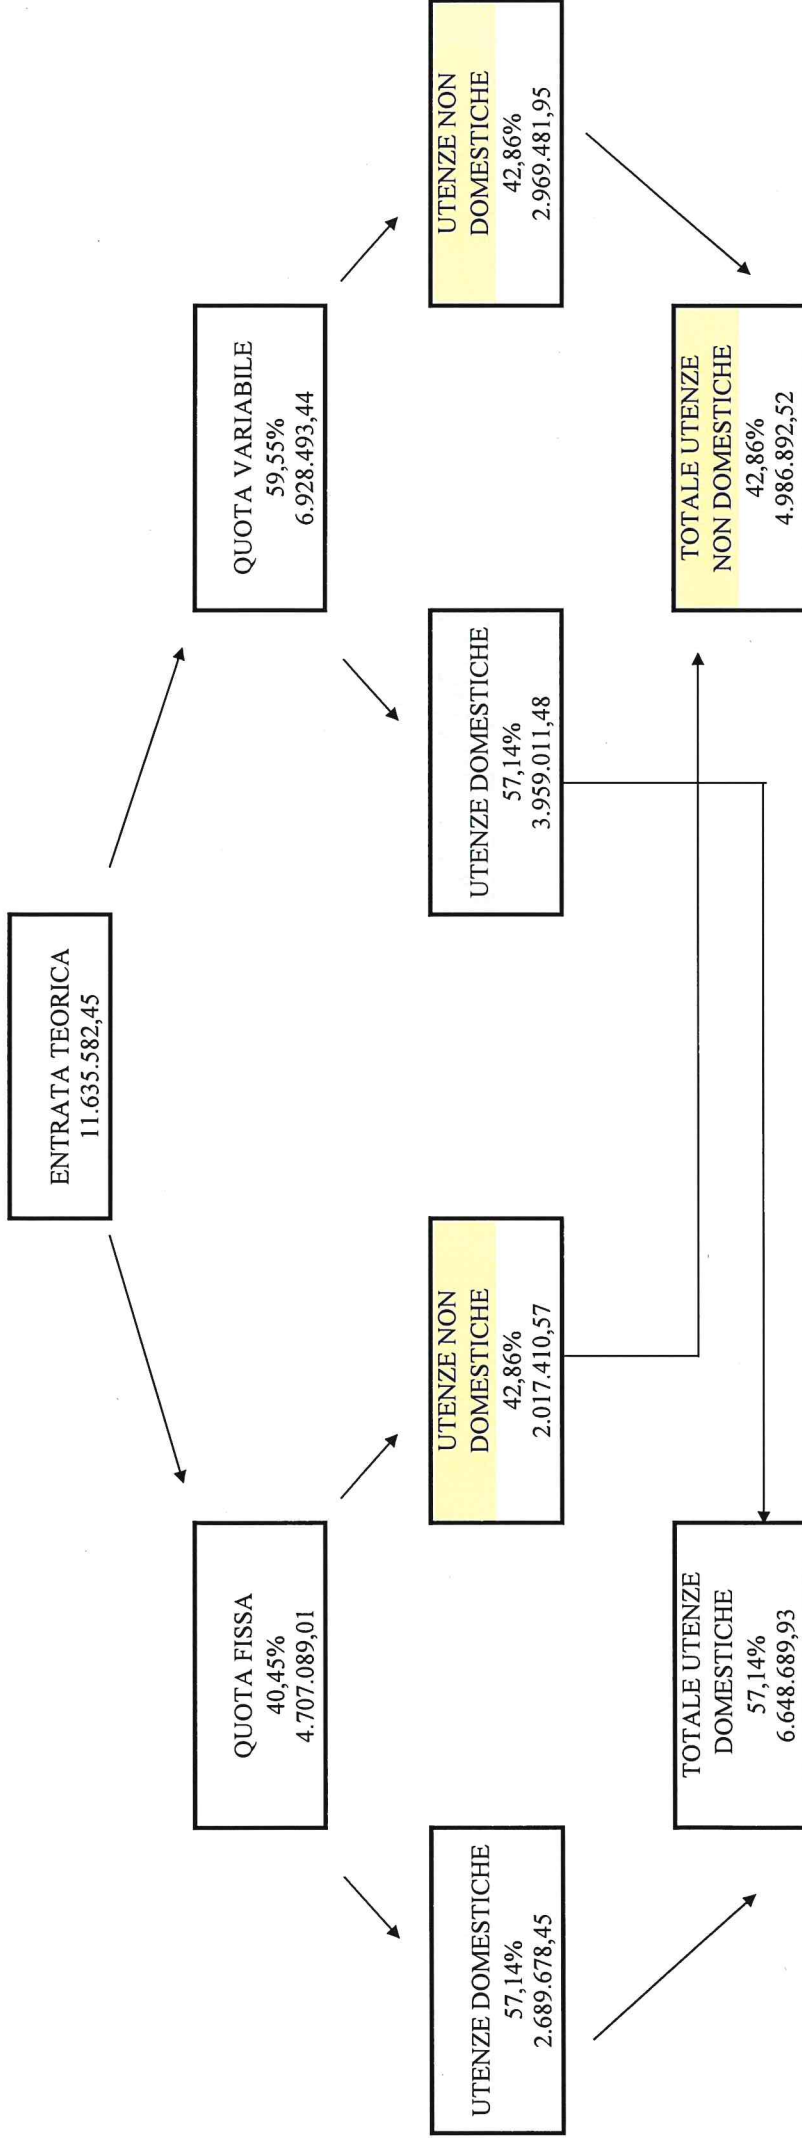 ENTRATA TEORICA
11.635.582,45
QUOTA FISSA
40,45%
4.707.089,01
QUOTA VARIABILE
59,55%
6.928.493,44
UTENZE DOMESTICHE
57,14%
2.689.678,45
UTENZE NON
DOMESTICHE
42,86%
2.017.410,57
UTENZE DOMESTICHE
57,14%
3.959.011,48
UTENZE NON
DOMESTICHE
42,86%
2.969.481,95
TOTALE UTENZE
DOMESTICHE
57,14%
6.648.689,93
TOTALE UTENZE
NON DOMESTICHE
42,86%
4.986.892,52